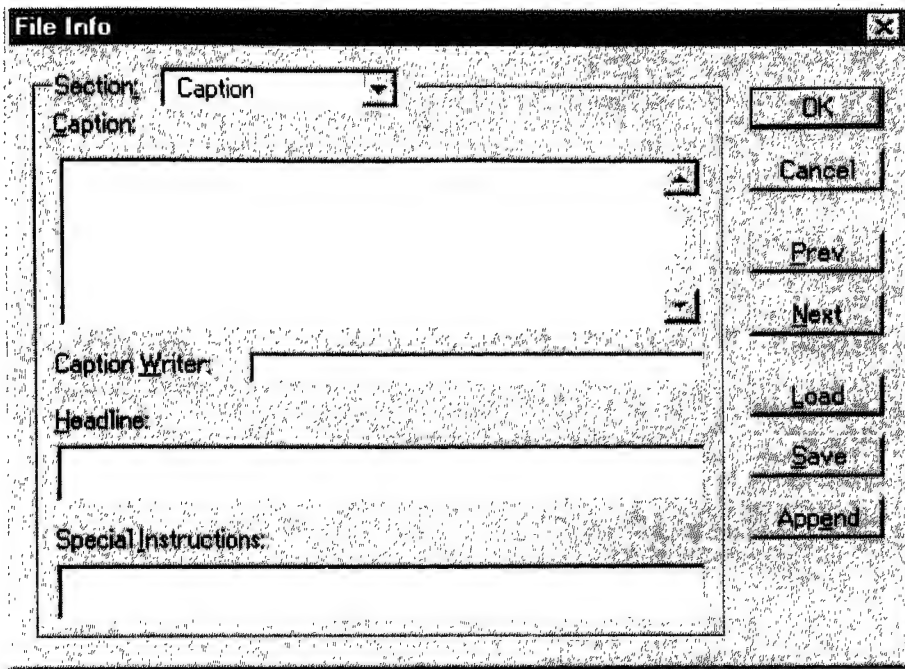 File Info
Section: Caption
Caption:
Caption Writer:
Headline:
Special Instructions:
OK
Cancel
Prev
Next
Load
Save
Append